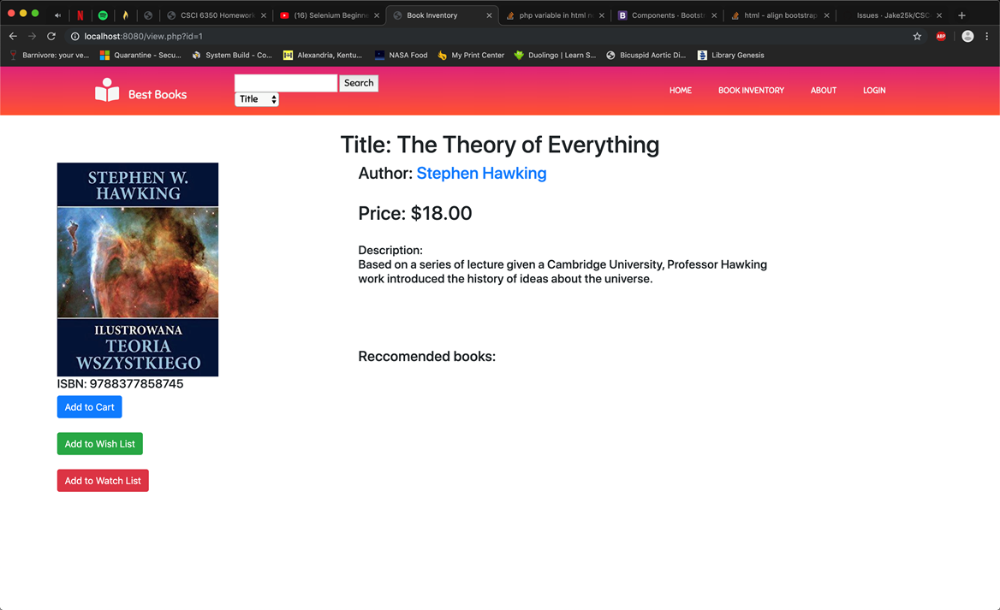 CSCI 6350 Homework
(16) Selenium Beginne
Book Inventory
php variable in html no
Components · Bootstr
html - align bootstrap
Issues · Jake25k/CSC
localhost:8080/view.php?id=1
ABP
Barnivore: your ve...
Quarantine - Secu...
System Build - Co...
Alexandria, Kentu...
NASA Food
My Print Center
Duolingo | Learn S...
Bicuspid Aortic Di...
Library Genesis
Best Books
Search
Title
HOME
BOOK INVENTORY
ABOUT
LOGIN
Title: The Theory of Everything
STEPHEN W.
HAWKING
ILUSTROWANA
TEORIA
WSZYSTKIEGO
ISBN: 9788377858745
Add to Cart
Add to Wish List
Add to Watch List
Author: Stephen Hawking
Price: $18.00
Description:
Based on a series of lecture given a Cambridge University, Professor Hawking
work introduced the history of ideas about the universe.
Reccomended books: